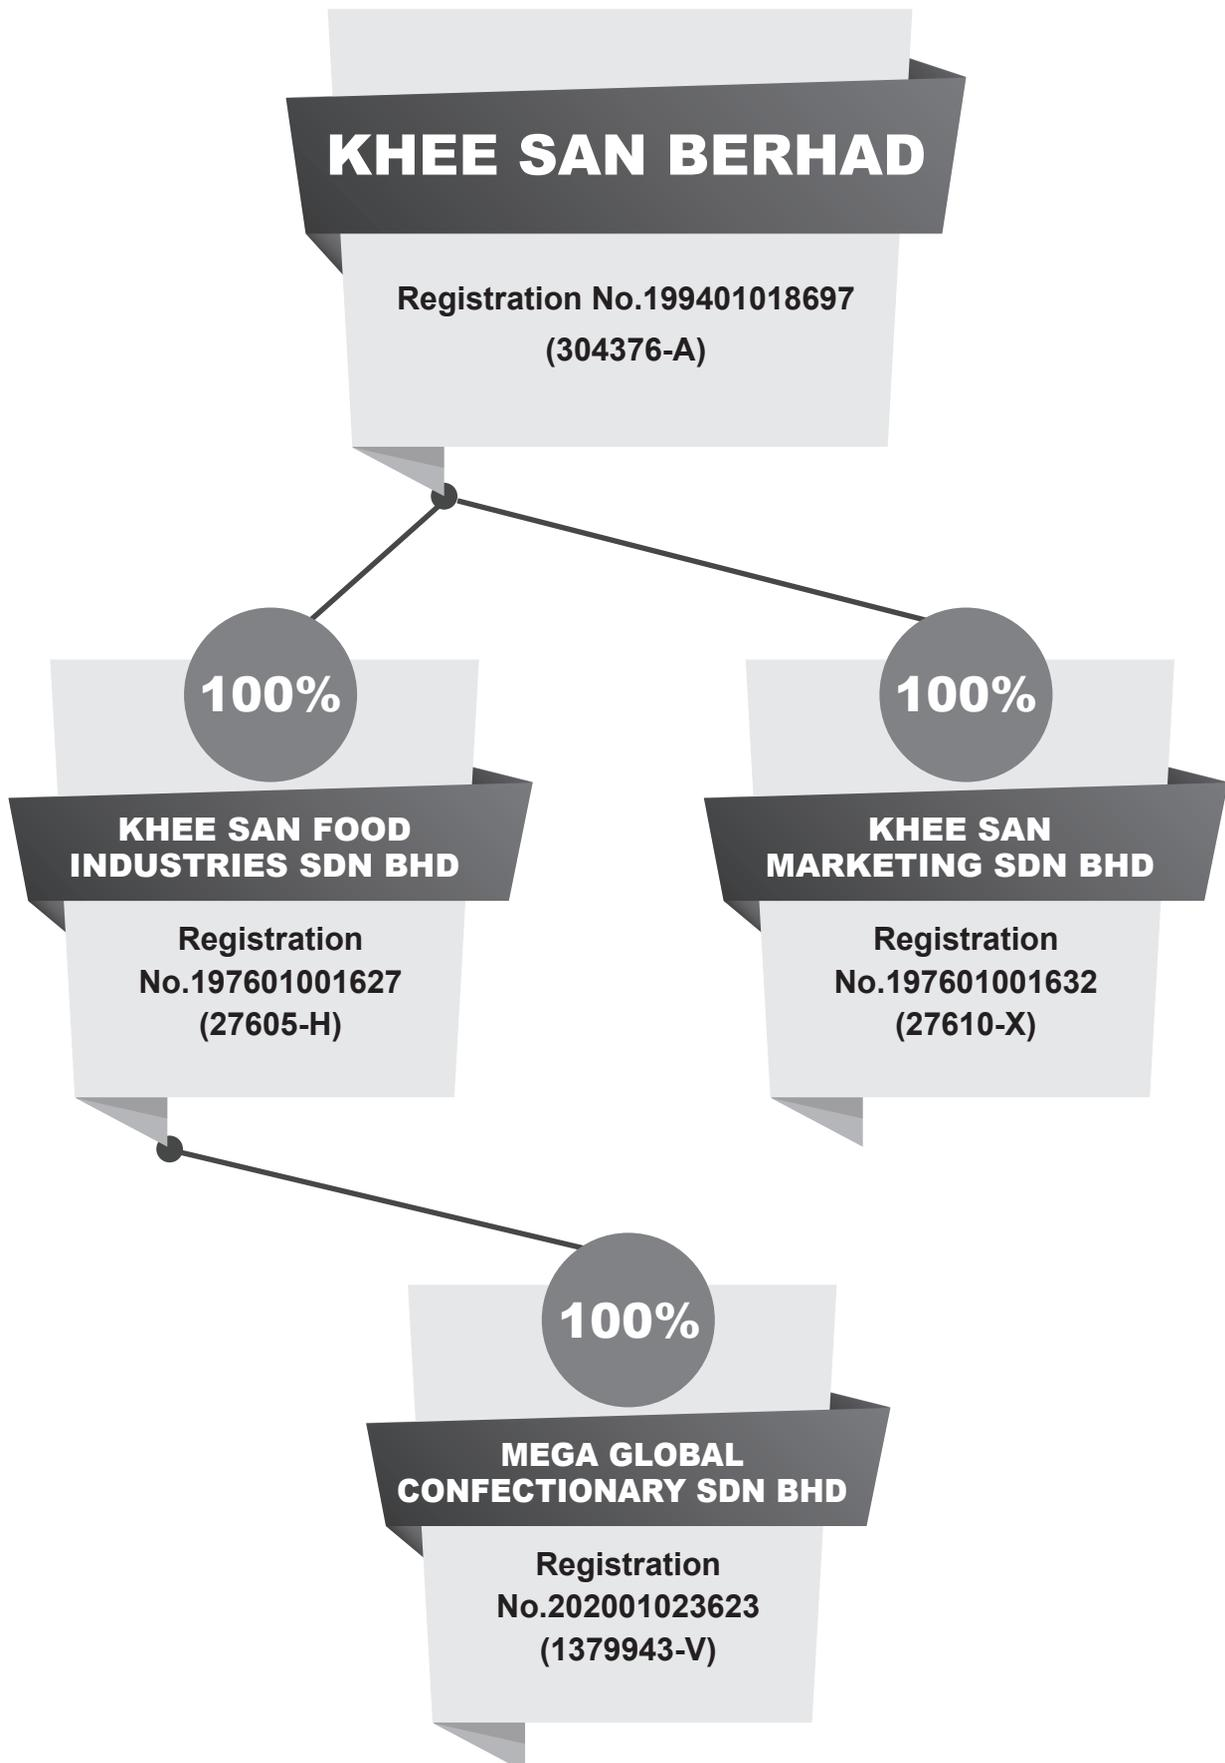 KHEE SAN BERHAD
Registration No.199401018697
(304376-A)
100%
KHEE SAN FOOD
INDUSTRIES SDN BHD
Registration
No.197601001627
(27605-H)
100%
KHEE SAN
MARKETING SDN BHD
Registration
No.197601001632
(27610-X)
100%
MEGA GLOBAL
CONFECTIONARY SDN BHD
Registration
No.202001023623
(1379943-V)